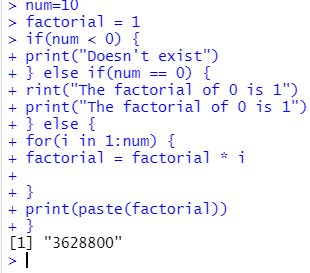 > num=10
> factorial = 1
> if(num < 0) {
+ print("Doesn't exist")
+ } else if(num == 0) {
+ rint("The factorial of 0 is 1")
+ print("The factorial of 0 is 1")
+ } else {
+ for(i in 1:num) {
+ factorial = factorial * i
+
+ }
+ print(paste(factorial))
+ }
[1] "3628800"
>